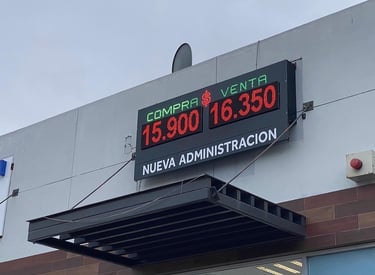 COMPRA $ VENTA
15.900 16.350
NUEVA ADMINISTRACION